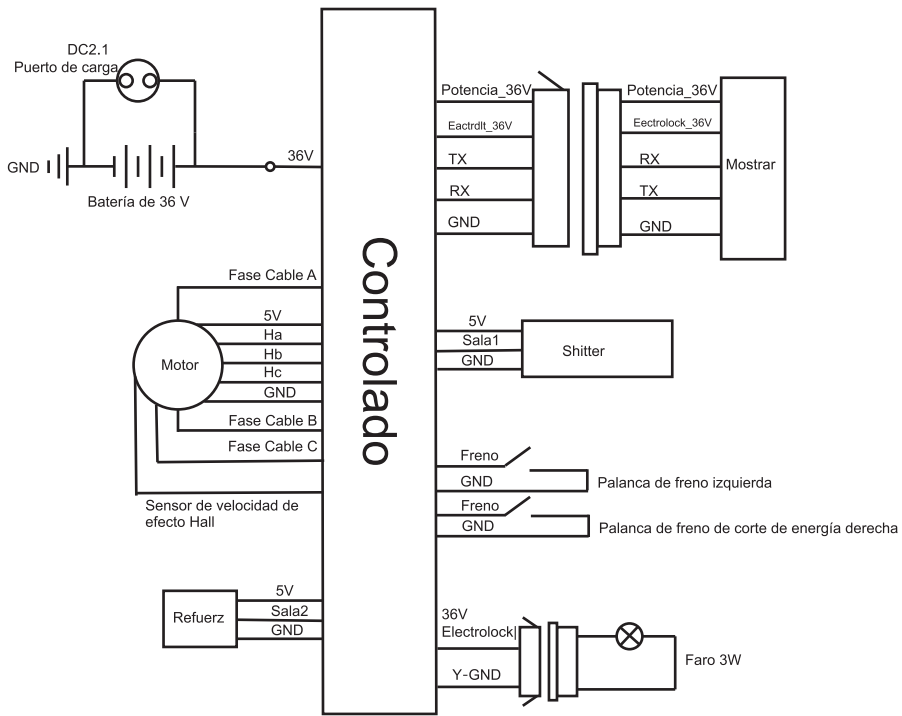 DC2.1
Puerto de carga
GND
36V
Batería de 36 V
Fase Cable A
5V
Ha
Hb
Hc
GND
Fase Cable B
Fase Cable C
Motor
Sensor de velocidad de
efecto Hall
Refuerz
5V
Sala2
GND
Controlado
Potencia_36V
Eactrdlt_36V
TX
RX
GND
Potencia_36V
Eectrolock_36V
RX
TX
GND
Mostrar
5V
Sala1
GND
Shitter
Freno
GND
Palanca de freno izquierda
Freno
GND
Palanca de freno de corte de energía derecha
36V
Electrolock|
Y-GND
Faro 3W